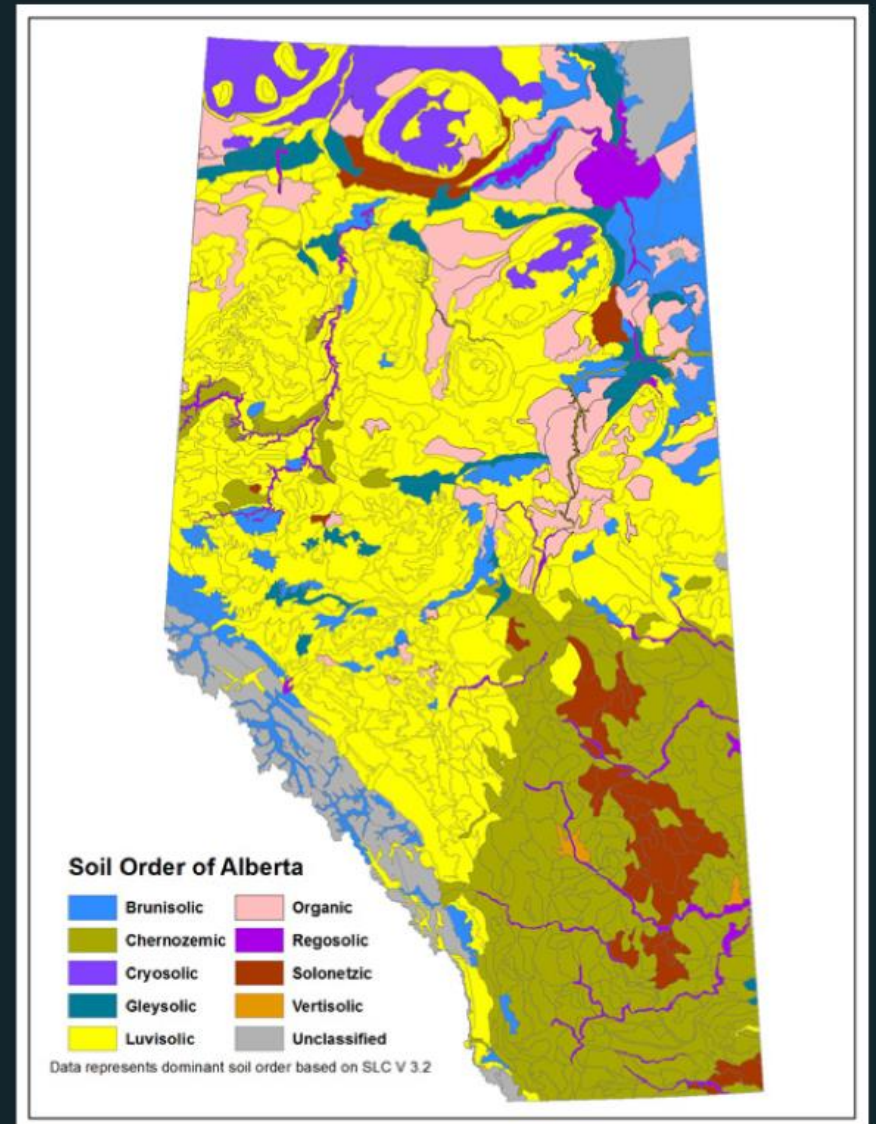 Soil Order of Alberta
Brunisolic
Organic
Chernozemic
Regosolic
Cryosolic
Solonetzic
Gleysolic
Vertisolic
Luvisolic
Unclassified
Data represents dominant soil order based on SLC V 3.2